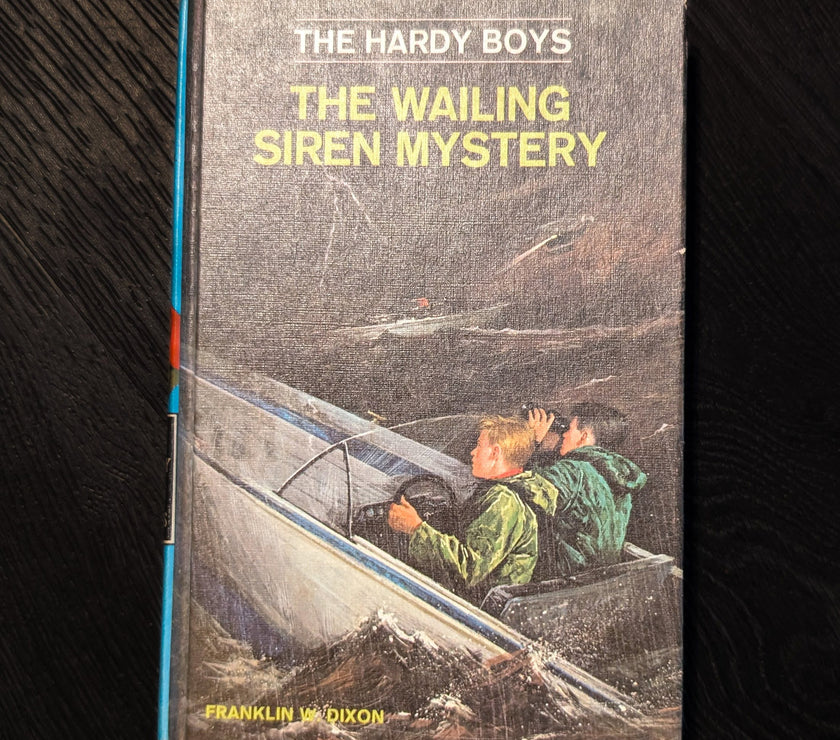 THE HARDY BOYS
THE WAILING
SIREN MYSTERY
FRANKLIN W. DIXON